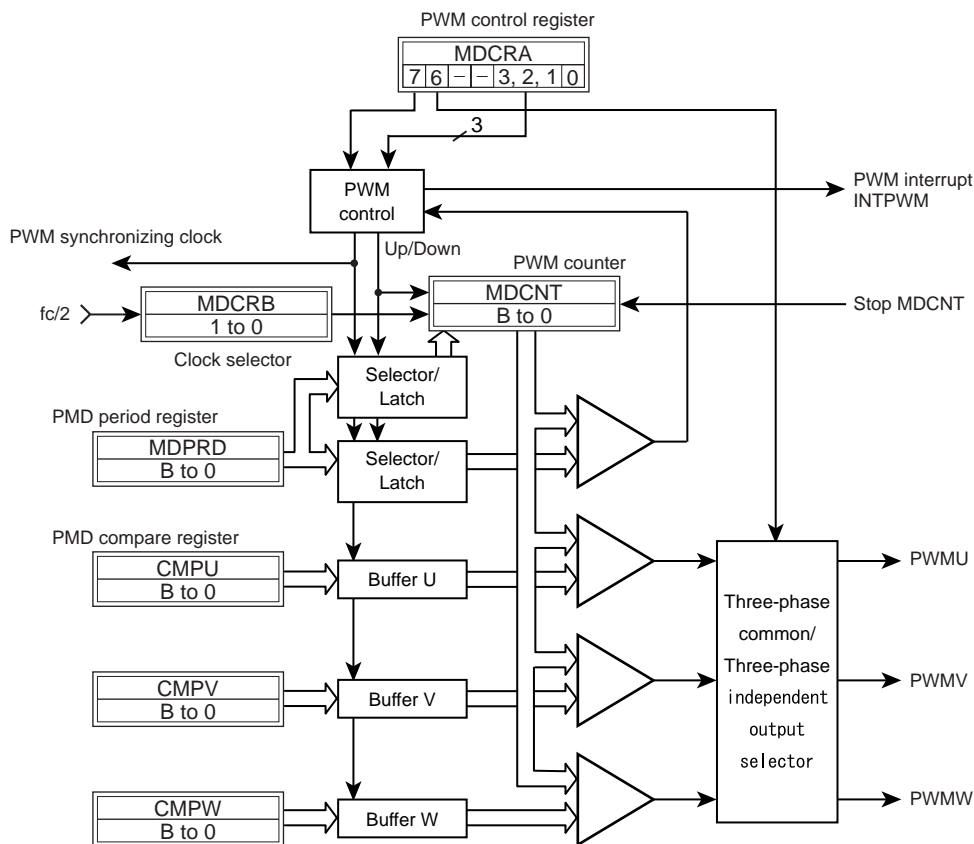 PWM control register
MDCRA
7 6 – – 3, 2, 1 0
3
PWM
control
PWM interrupt
INTPWM
PWM synchronizing clock
Up/Down
PWM counter
MDCNT
B to 0
Stop MDCNT
fc/2
MDCRB
1 to 0
Clock selector
Selector/
Latch
PMD period register
MDPRD
B to 0
Selector/
Latch
PMD compare register
CMPU
B to 0
Buffer U
PWMU
Three-phase
common/
Three-phase
independent
output
selector
CMPV
B to 0
Buffer V
PWMV
CMPW
B to 0
Buffer W
PWMW